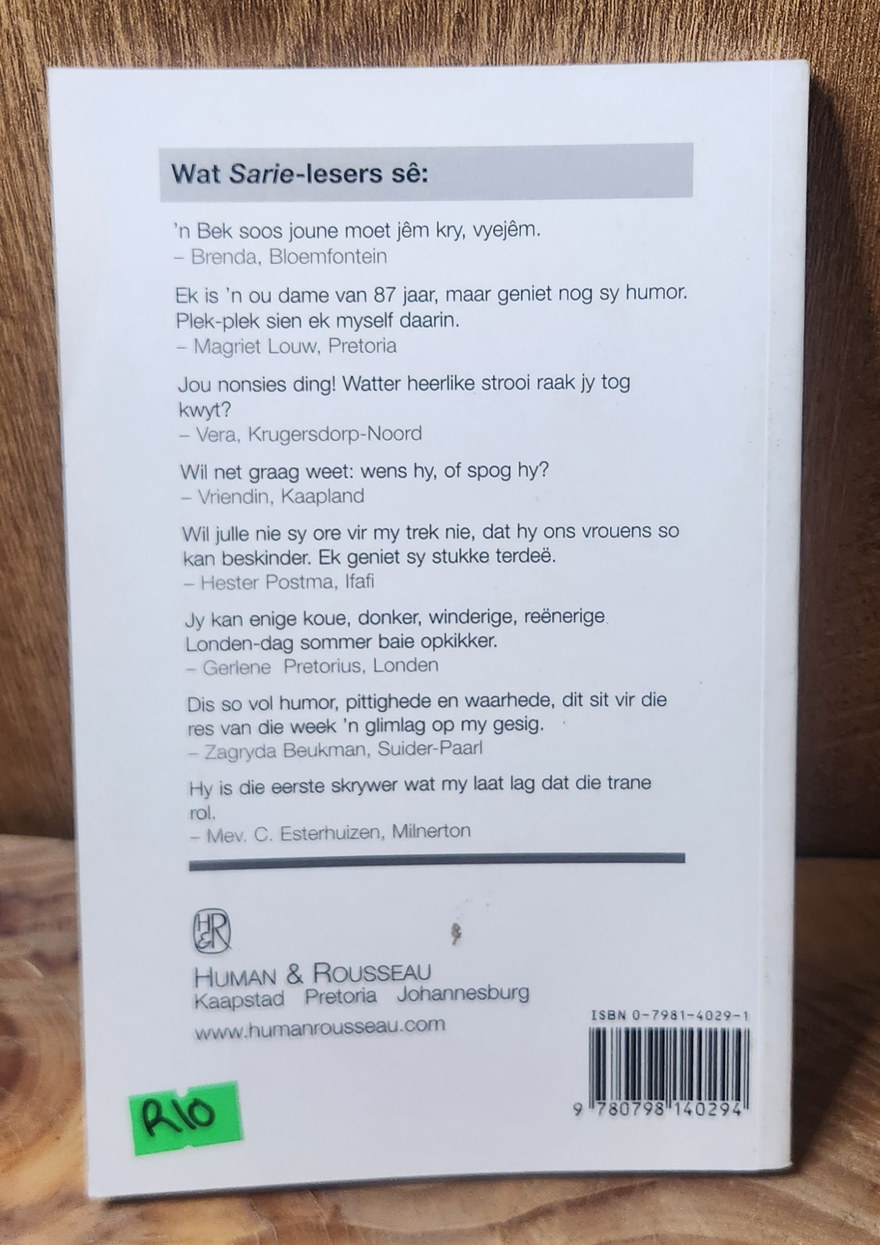 Wat Sarie-lesers sê:
'n Bek soos joune moet jêm kry, vyejêm.
– Brenda, Bloemfontein
Ek is 'n ou dame van 87 jaar, maar geniet nog sy humor.
Plek-plek sien ek myself daarin.
– Magriet Louw, Pretoria
Jou nonsies ding! Watter heerlike strooi raak jy tog
kwyt?
– Vera, Krugersdorp-Noord
Wil net graag weet: wens hy, of spog hy?
– Vriendin, Kaapland
Wil julle nie sy ore vir my trek nie, dat hy ons vrouens so
kan beskinder. Ek geniet sy stukke terdeë.
– Hester Postma, Ifafi
Jy kan enige koue, donker, winderige, reënerige
Londen-dag sommer baie opkikker.
– Gerlene Pretorius, Londen
Dis so vol humor, pittighede en waarhede, dit sit vir die
res van die week 'n glimlag op my gesig.
– Zagryda Beukman, Suider-Paarl
Hy is die eerste skrywer wat my laat lag dat die trane
rol.
– Mev. C. Esterhuizen, Milnerton
H&R
HUMAN & ROUSSEAU
Kaapstad Pretoria Johannesburg
www.humanrousseau.com
ISBN 0-7981-4029-1
9 780798 140294
R10